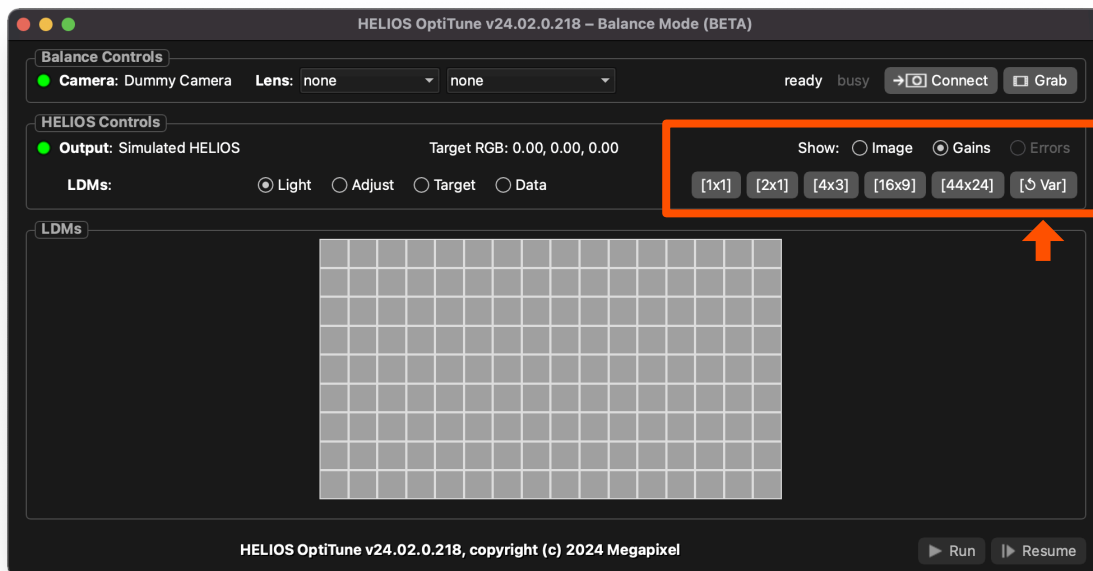 HELIOS OptiTune v24.02.0.218 – Balance Mode (BETA)
Balance Controls
Camera: Dummy Camera Lens: none none ready busy Connect Grab
HELIOS Controls
Output: Simulated HELIOS Target RGB: 0.00, 0.00, 0.00 Show: Image Gains Errors
LDMs: Light Adjust Target Data [1x1] [2x1] [4x3] [16x9] [44x24] [↺ Var]
LDMs
HELIOS OptiTune v24.02.0.218, copyright (c) 2024 Megapixel Run Resume